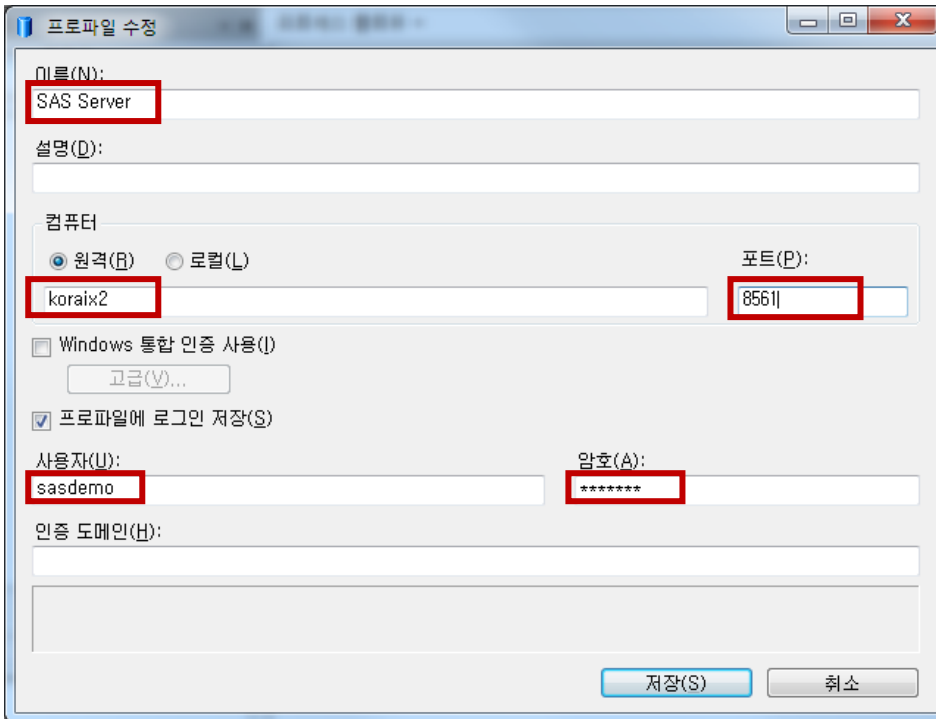 프로파일 수정
이름(N):
SAS Server
설명(D):
컴퓨터
원격(R) 로컬(L) 포트(P):
koraix2 8561
Windows 통합 인증 사용(I)
고급(V)...
프로파일에 로그인 저장(S)
사용자(U): 암호(A):
sasdemo *******
인증 도메인(H):
저장(S) 취소